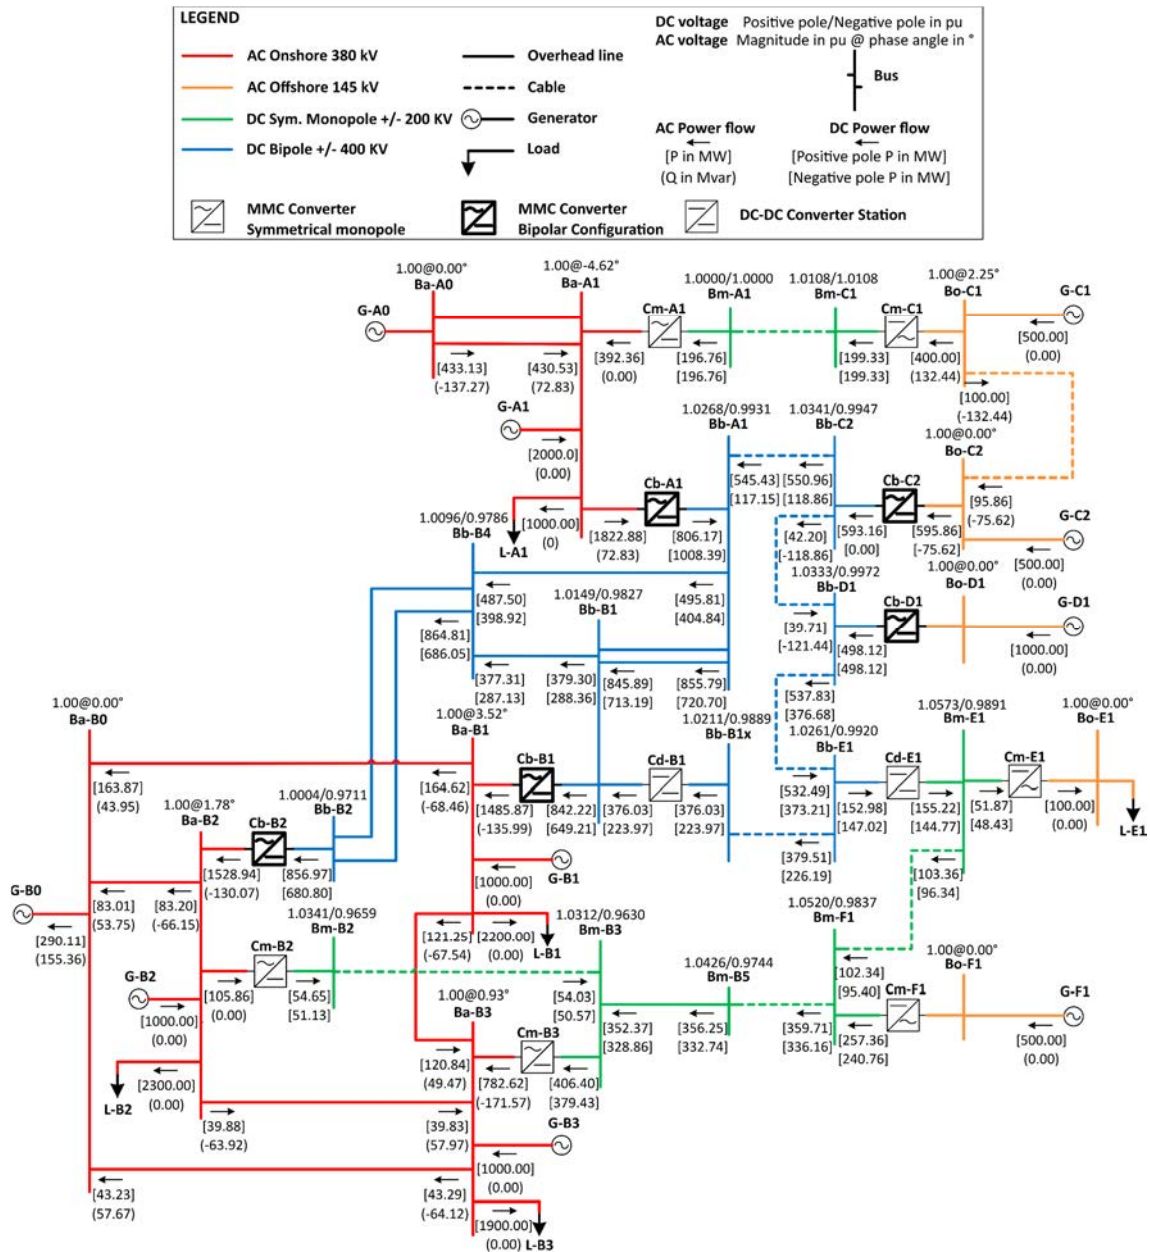 LEGEND
DC voltage Positive pole/Negative pole in pu
AC voltage Magnitude in pu @ phase angle in °
AC Onshore 380 kV
Overhead line
Bus
AC Offshore 145 kV
Cable
DC Sym. Monopole +/- 200 KV
Generator
AC Power flow
DC Power flow
DC Bipole +/- 400 KV
Load
[P in MW]
[Positive pole P in MW]
(Q in Mvar)
[Negative pole P in MW]
MMC Converter
Symmetrical monopole
MMC Converter
Bipolar Configuration
DC-DC Converter Station
1.00@0.00°
Ba-A0
1.00@-4.62°
Ba-A1
1.0000/1.0000
Bm-A1
1.0108/1.0108
Bm-C1
1.00@2.25°
Bo-C1
G-A0
Cm-A1
Cm-C1
G-C1
[433.13]
(-137.27)
[430.53]
(72.83)
[392.36]
(0.00)
[196.76]
[196.76]
[199.33]
[199.33]
[400.00]
(132.44)
[500.00]
(0.00)
[100.00]
(-132.44)
G-A1
[2000.0]
(0.00)
1.0268/0.9931
Bb-A1
1.0341/0.9947
Bb-C2
1.00@0.00°
Bo-C2
[545.43]
[117.15]
[550.96]
[118.86]
Cb-A1
Cb-C2
[95.86]
(-75.62)
G-C2
1.0096/0.9786
Bb-B4
L-A1
[1000.00]
(0)
[1822.88]
(72.83)
[806.17]
[1008.39]
[42.20]
[-118.86]
[593.16]
[0.00]
[595.86]
(-75.62)
[500.00]
(0.00)
1.0333/0.9972
Bb-D1
1.00@0.00°
Bo-D1
[487.50]
[398.92]
1.0149/0.9827
Bb-B1
[495.81]
[404.84]
Cb-D1
G-D1
[864.81]
[686.05]
[39.71]
[-121.44]
[498.12]
[498.12]
[1000.00]
(0.00)
[377.31]
[287.13]
[379.30]
[288.36]
[845.89]
[713.19]
[855.79]
[720.70]
[537.83]
[376.68]
1.00@0.00°
Ba-B0
1.00@3.52°
Ba-B1
1.0211/0.9889
Bb-B1x
1.0261/0.9920
Bb-E1
1.0573/0.9891
Bm-E1
1.00@0.00°
Bo-E1
Cb-B1
Cd-B1
Cd-E1
Cm-E1
[163.87]
(43.95)
[164.62]
(-68.46)
[1485.87]
(-135.99)
[842.22]
[649.21]
[376.03]
[223.97]
[376.03]
[223.97]
[532.49]
[373.21]
[152.98]
[147.02]
[155.22]
[144.77]
[51.87]
[48.43]
[100.00]
(0.00)
L-E1
1.00@1.78°
Ba-B2
1.0004/0.9711
Bb-B2
Cb-B2
[1528.94]
(-130.07)
[856.97]
[680.80]
[379.51]
[226.19]
[103.36]
[96.34]
G-B1
[1000.00]
(0.00)
G-B0
[83.01]
(53.75)
[83.20]
(-66.15)
[290.11]
(155.36)
1.0341/0.9659
Bm-B2
[121.25]
(-67.54)
[2200.00]
(0.00)
L-B1
1.0312/0.9630
Bm-B3
1.0520/0.9837
Bm-F1
Cm-B2
1.0426/0.9744
Bm-B5
[102.34]
[95.40]
1.00@0.00°
Bo-F1
G-B2
[1000.00]
(0.00)
[105.86]
(0.00)
[54.65]
[51.13]
1.00@0.93°
Ba-B3
[54.03]
[50.57]
Cm-F1
G-F1
Cm-B3
[352.37]
[328.86]
[356.25]
[332.74]
[359.71]
[336.16]
[257.36]
[240.76]
[500.00]
(0.00)
[120.84]
(49.47)
[782.62]
(-171.57)
[406.40]
[379.43]
L-B2
[2300.00]
(0.00)
[39.88]
(-63.92)
[39.83]
(57.97)
G-B3
[1000.00]
(0.00)
[43.23]
(57.67)
[43.29]
(-64.12)
[1900.00]
(0.00)
L-B3